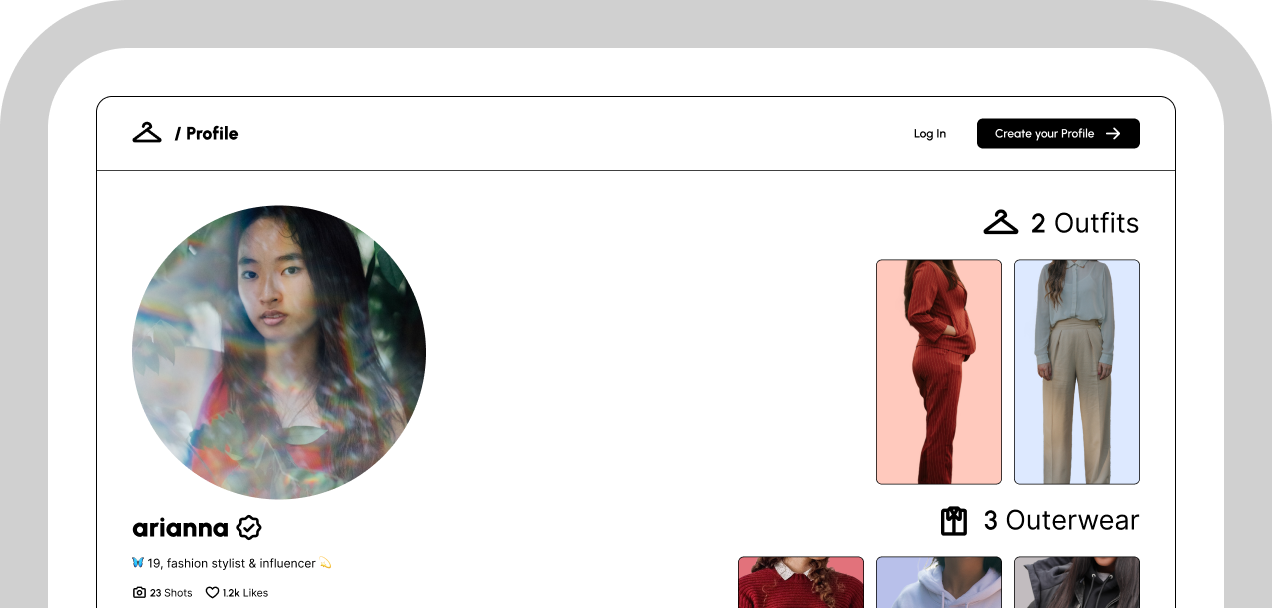 / Profile
Log In
Create your Profile
2 Outfits
arianna
19, fashion stylist & influencer
23 Shots
1.2k Likes
3 Outerwear